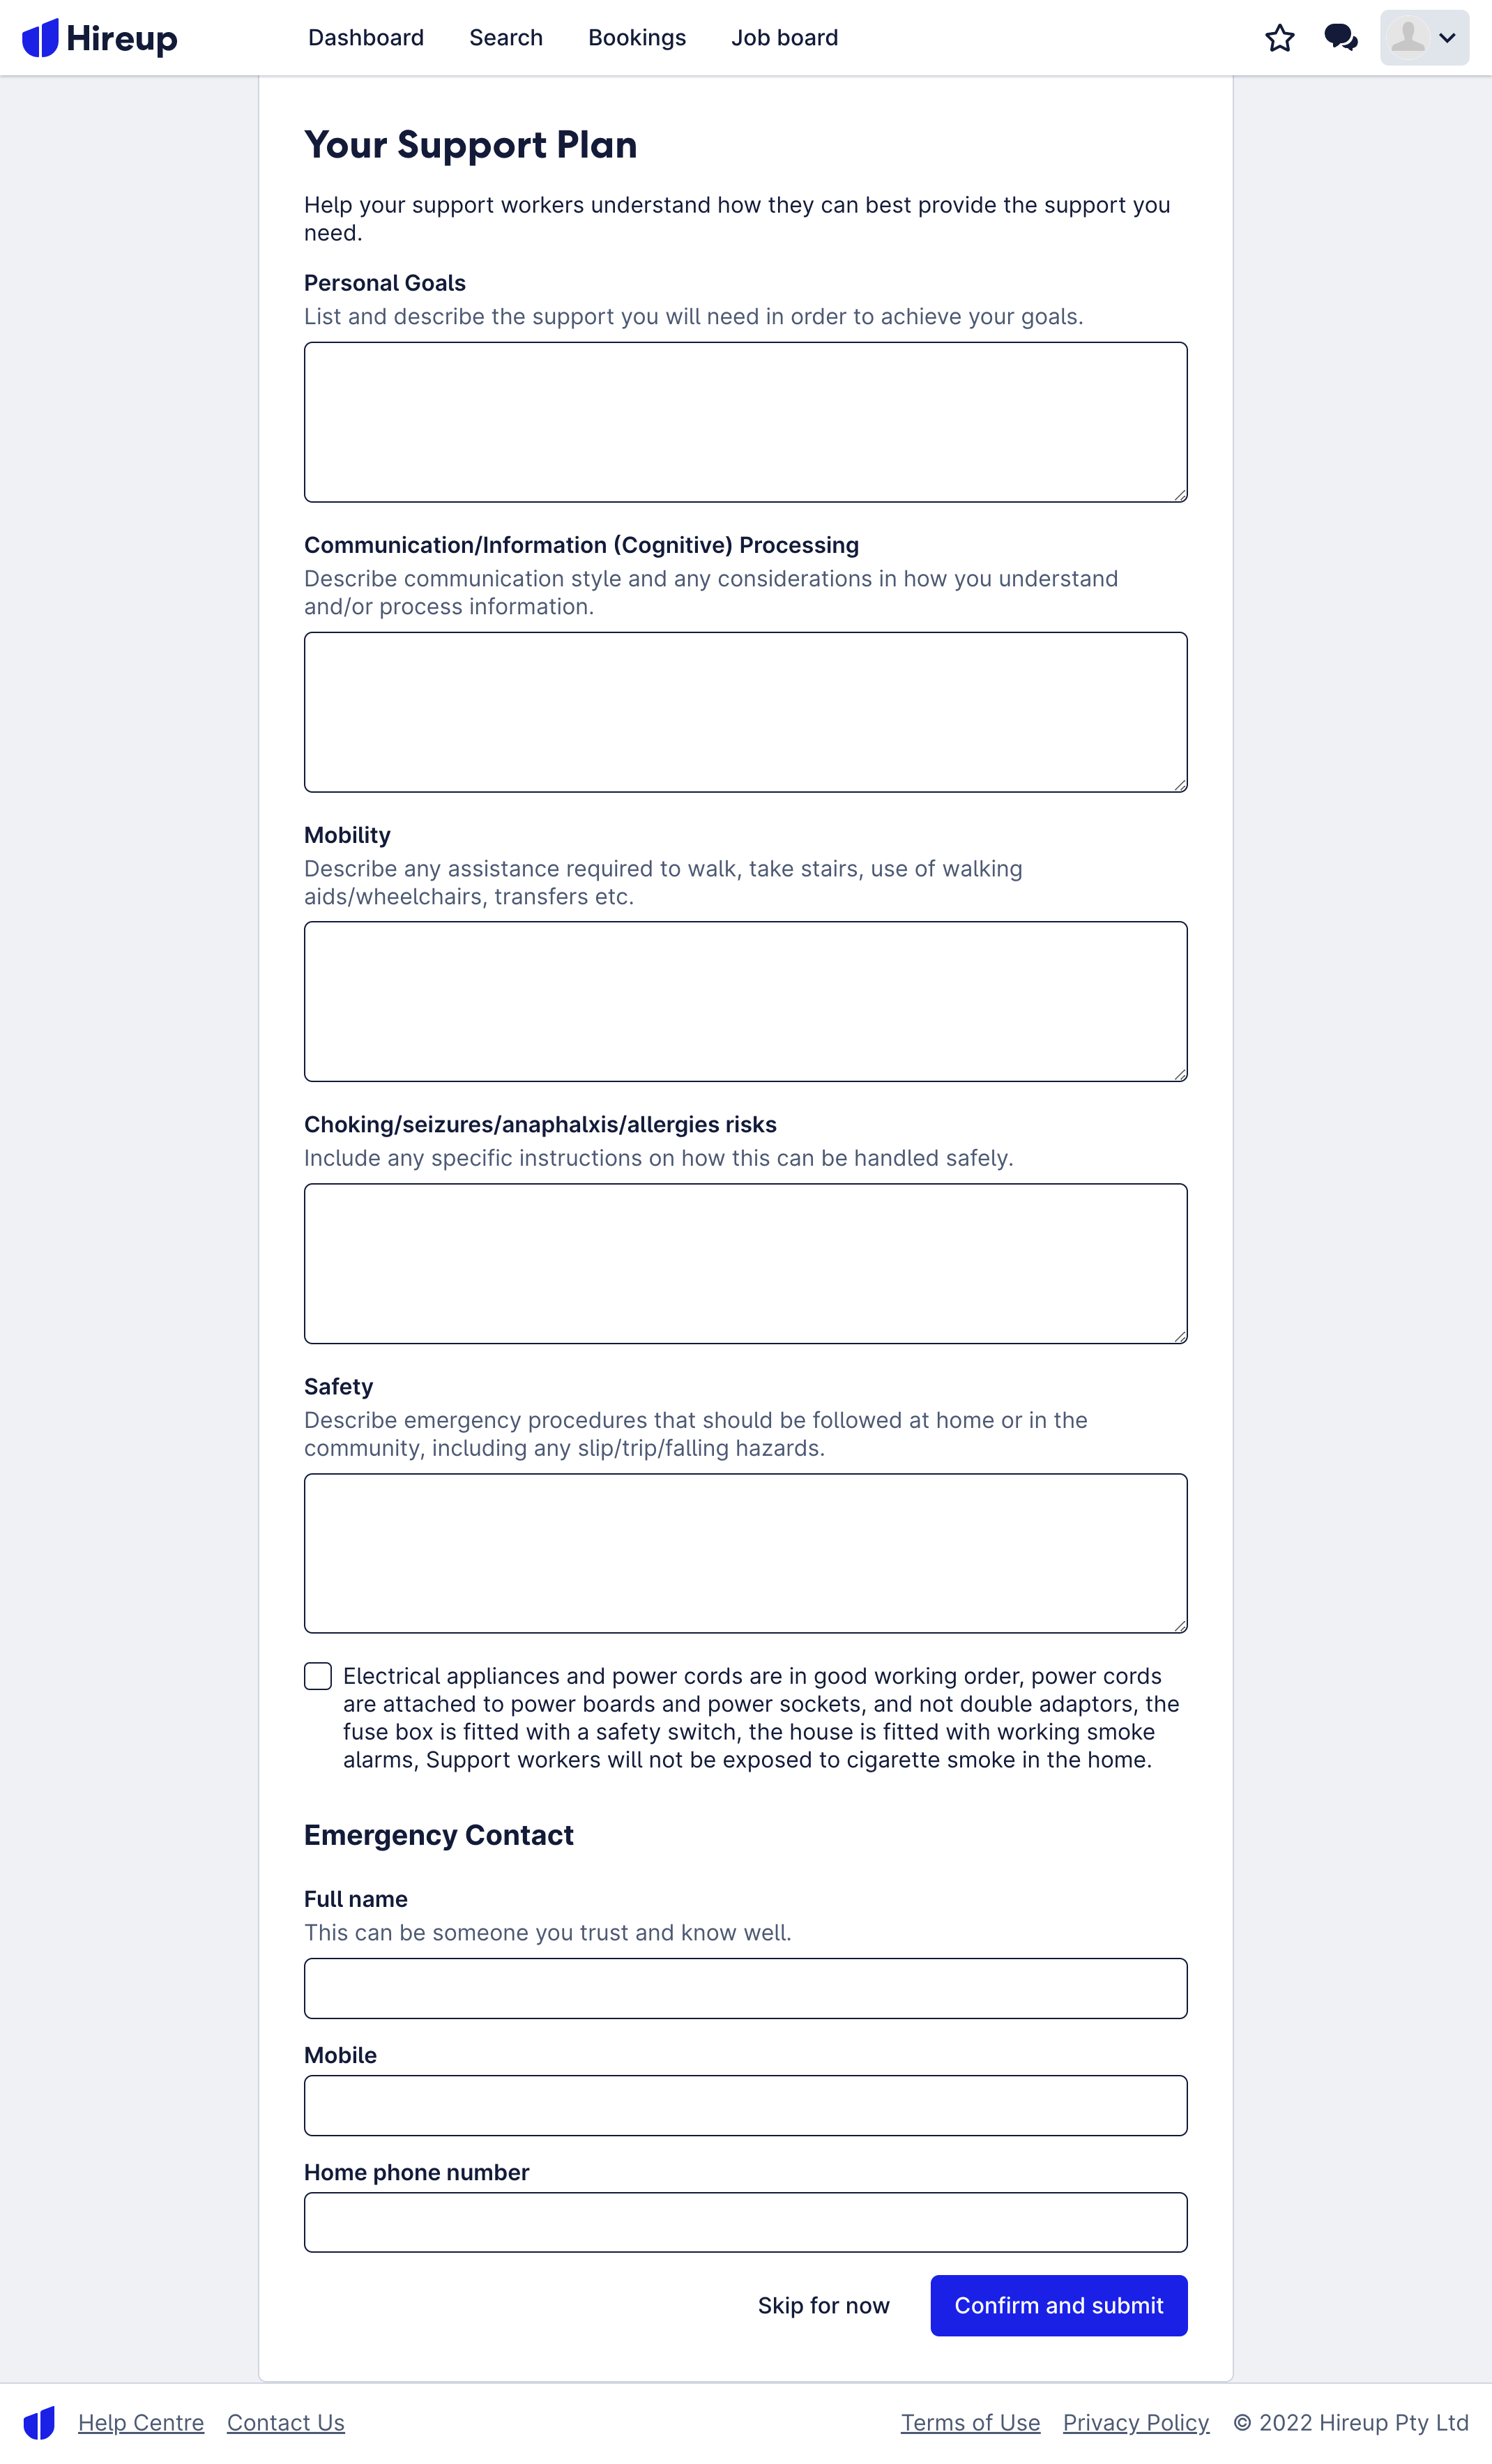 Hireup
Dashboard
Search
Bookings
Job board
Your Support Plan
Help your support workers understand how they can best provide the support you
need.
Personal Goals
List and describe the support you will need in order to achieve your goals.
Communication/Information (Cognitive) Processing
Describe communication style and any considerations in how you understand
and/or process information.
Mobility
Describe any assistance required to walk, take stairs, use of walking
aids/wheelchairs, transfers etc.
Choking/seizures/anaphalxis/allergies risks
Include any specific instructions on how this can be handled safely.
Safety
Describe emergency procedures that should be followed at home or in the
community, including any slip/trip/falling hazards.
Electrical appliances and power cords are in good working order, power cords
are attached to power boards and power sockets, and not double adaptors, the
fuse box is fitted with a safety switch, the house is fitted with working smoke
alarms, Support workers will not be exposed to cigarette smoke in the home.
Emergency Contact
Full name
This can be someone you trust and know well.
Mobile
Home phone number
Skip for now
Confirm and submit
Help Centre
Contact Us
Terms of Use
Privacy Policy
© 2022 Hireup Pty Ltd